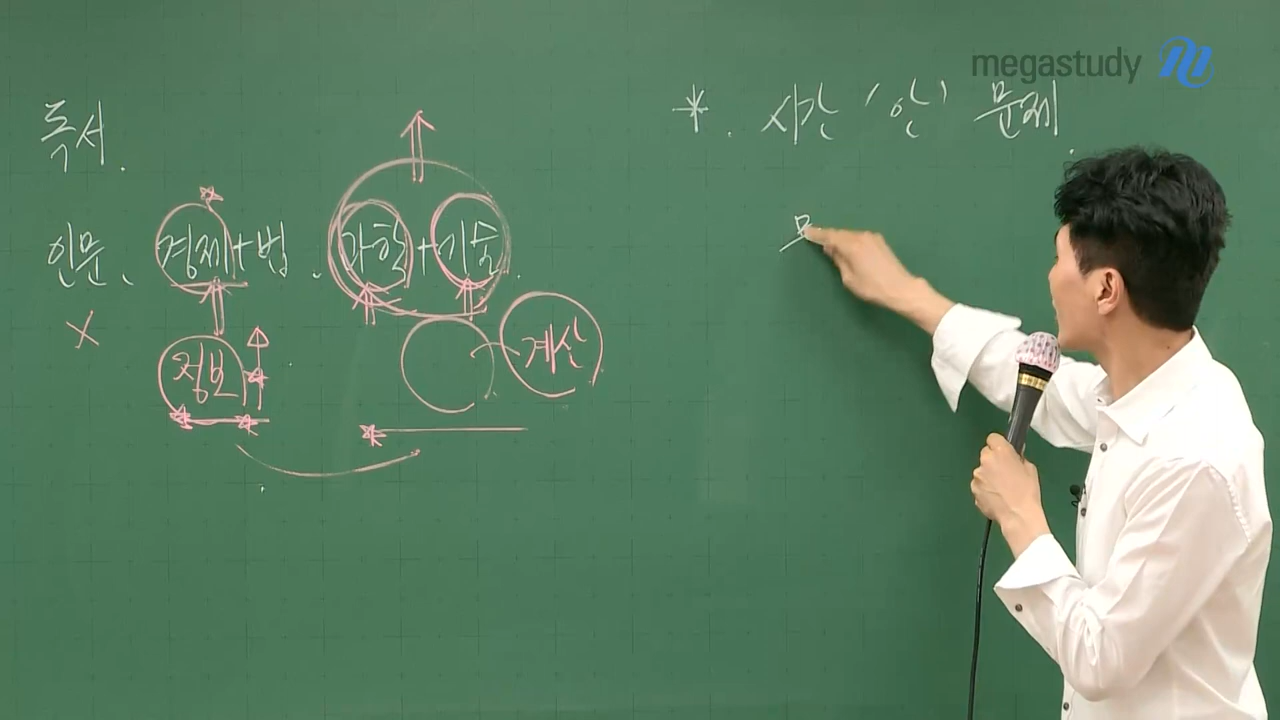 megastudy
독서.
* . 시간 '안' 문제.
인문、경제+법、과학+기술.
정보
계산